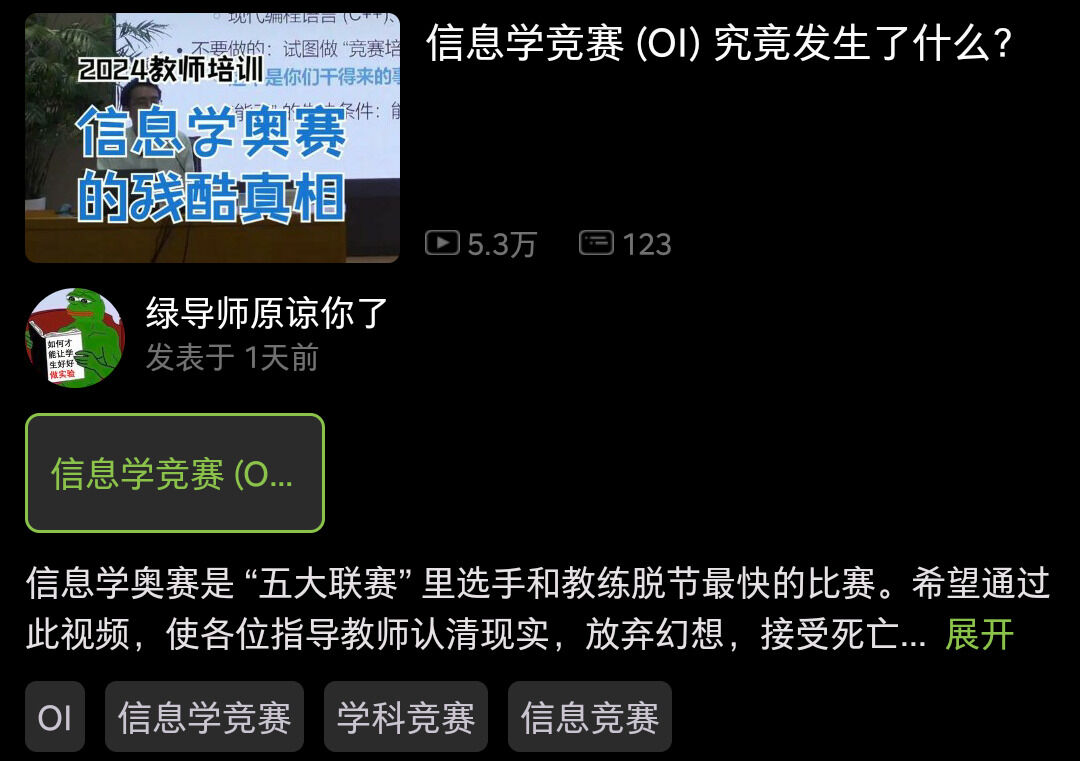 现代编程语言 (C++)、
• 不要做的：试图做 “竞赛培
是你们干得来的事
2024教师培训
条件：能
信息学奥赛
的残酷真相
信息学竞赛 (OI) 究竟发生了什么？
5.3万 123
绿导师原谅你了
发表于 1天前
如何才
能让学
生好好
做实验
信息学竞赛 (O...
信息学奥赛是 “五大联赛” 里选手和教练脱节最快的比赛。希望通过
此视频，使各位指导教师认清现实，放弃幻想，接受死亡... 展开
OI 信息学竞赛 学科竞赛 信息竞赛